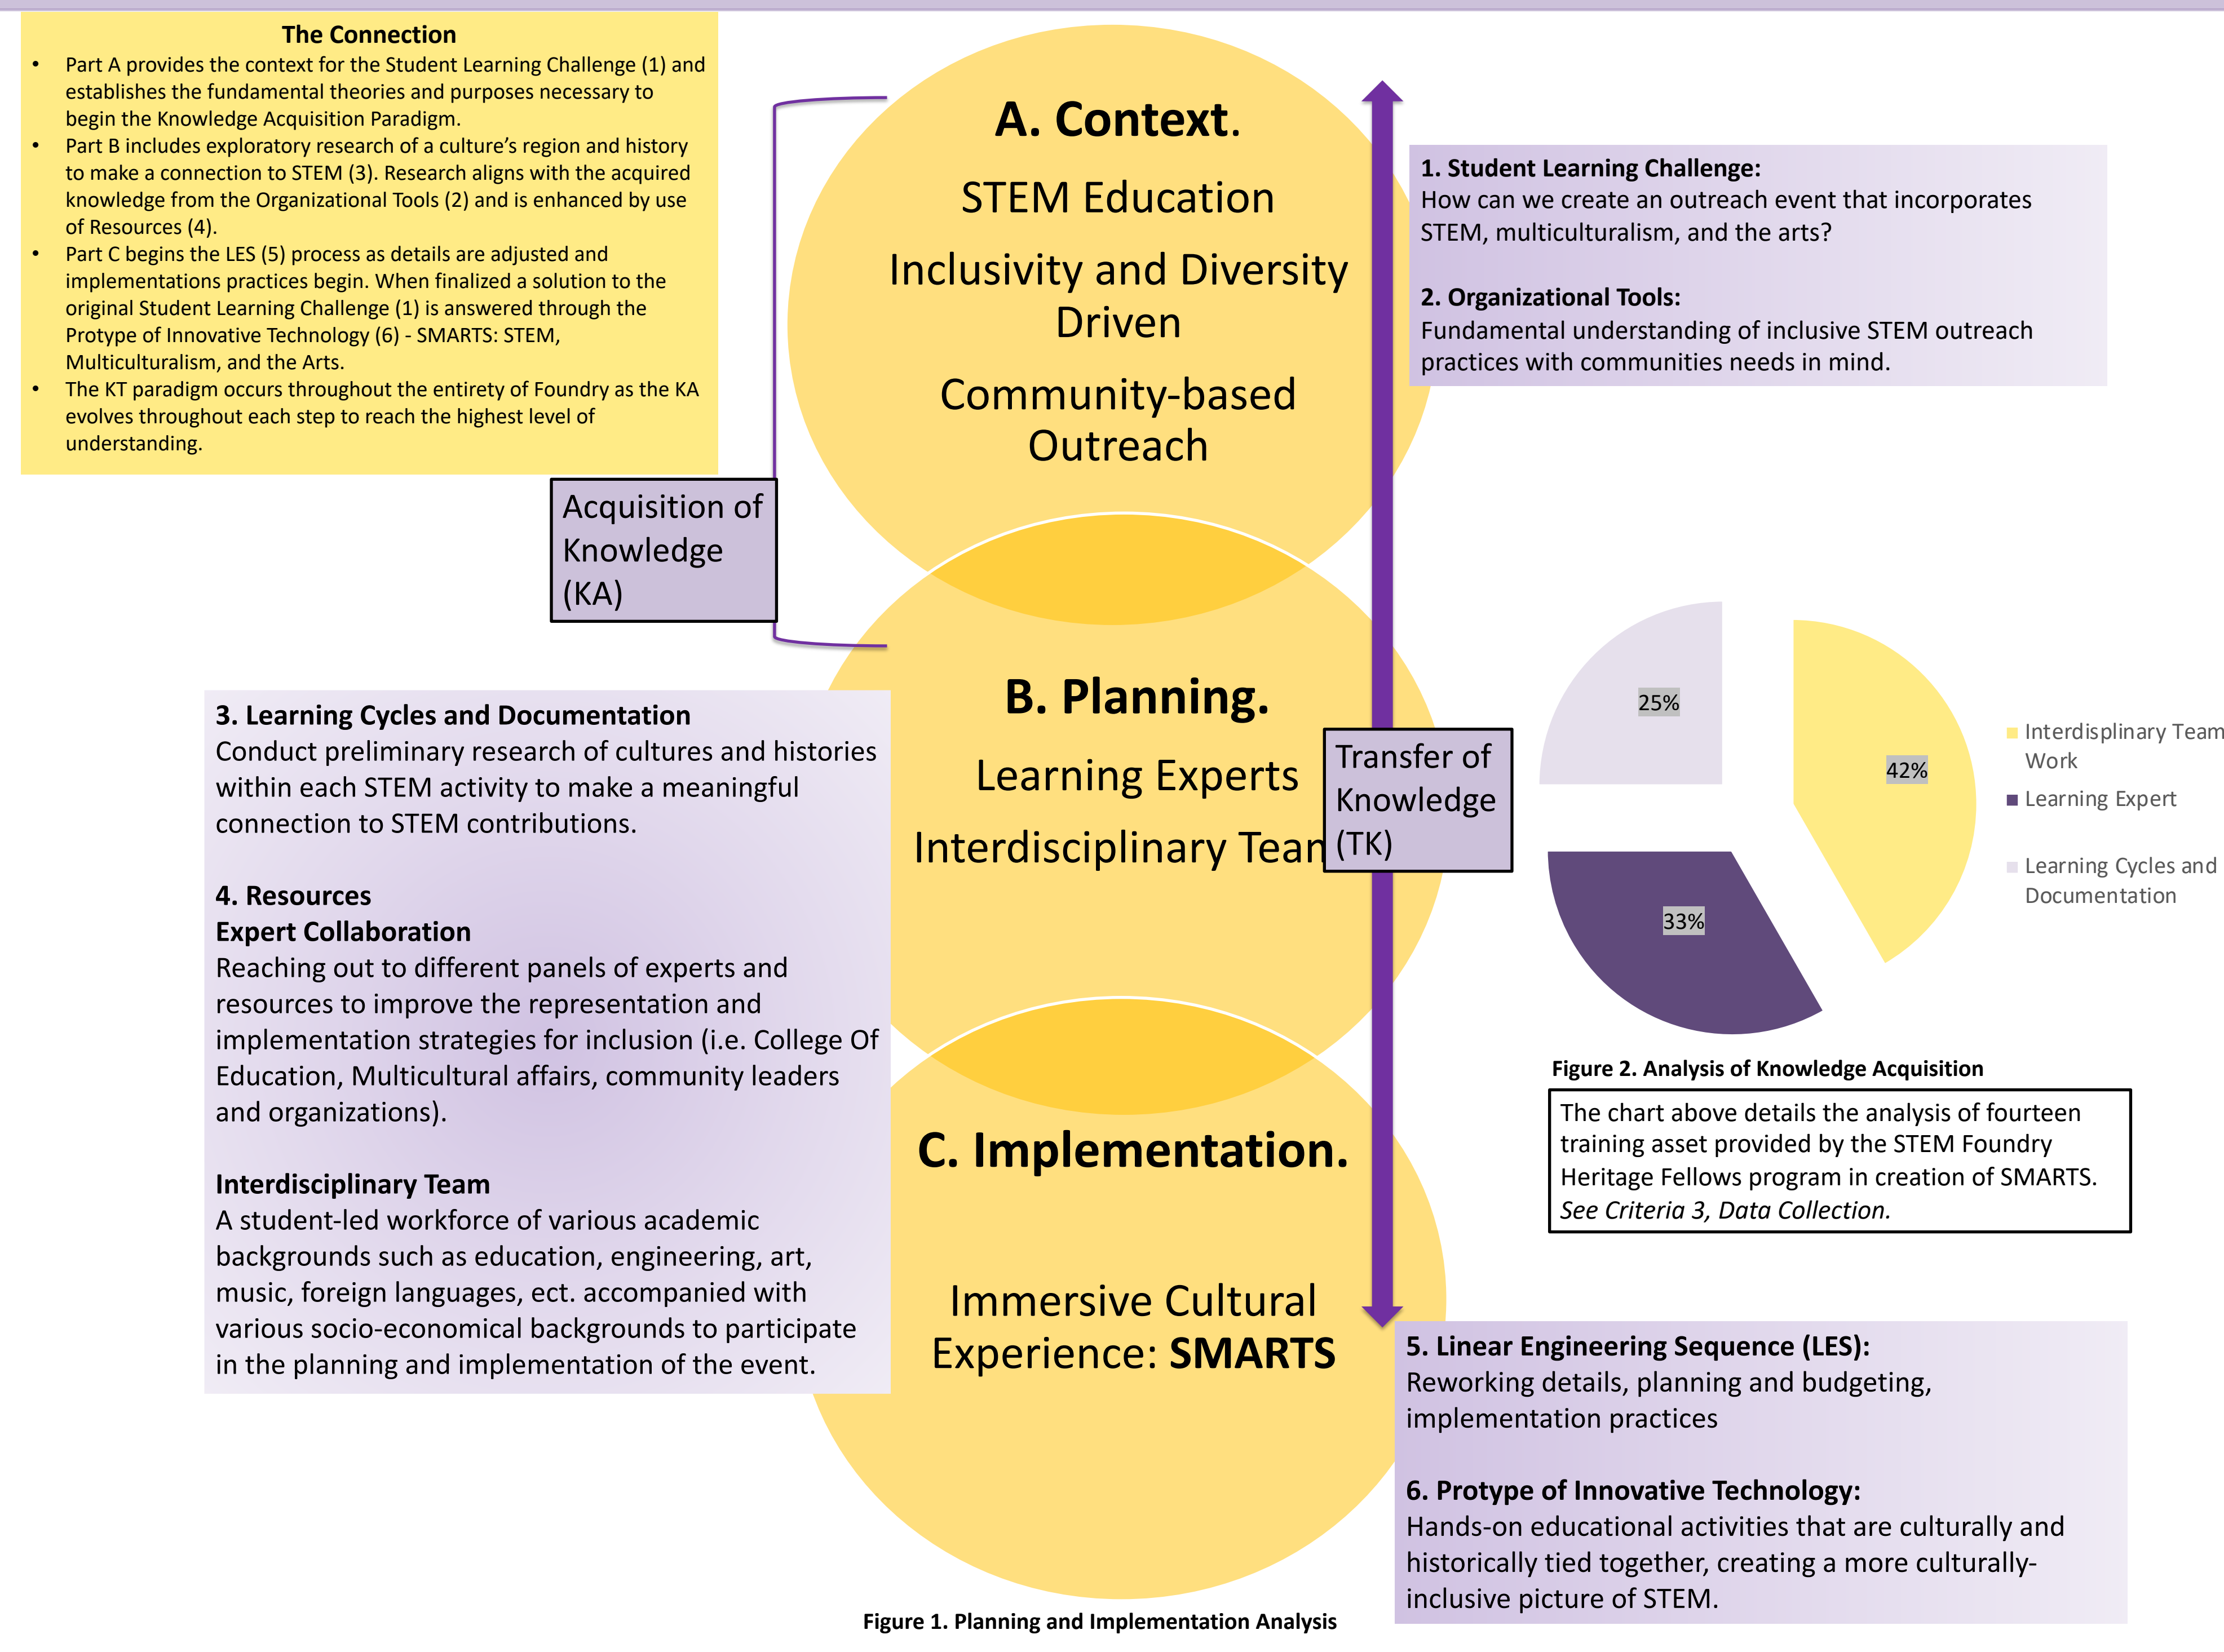 The Connection
• Part A provides the context for the Student Learning Challenge (1) and
establishes the fundamental theories and purposes necessary to
begin the Knowledge Acquisition Paradigm.
• Part B includes exploratory research of a culture's region and history
to make a connection to STEM (3). Research aligns with the acquired
knowledge from the Organizational Tools (2) and is enhanced by use
of Resources (4).
• Part C begins the LES (5) process as details are adjusted and
implementations practices begin. When finalized a solution to the
original Student Learning Challenge (1) is answered through the
Protype of Innovative Technology (6) - SMARTS: STEM,
Multiculturalism, and the Arts.
• The KT paradigm occurs throughout the entirety of Foundry as the KA
evolves throughout each step to reach the highest level of
understanding.
Acquisition of
Knowledge
(KA)
A. Context.
STEM Education
Inclusivity and Diversity
Driven
Community-based
Outreach
1. Student Learning Challenge:
How can we create an outreach event that incorporates
STEM, multiculturalism, and the arts?
2. Organizational Tools:
Fundamental understanding of inclusive STEM outreach
practices with communities needs in mind.
B. Planning.
Learning Experts
Interdisciplinary Team
Transfer of
Knowledge
(TK)
3. Learning Cycles and Documentation
Conduct preliminary research of cultures and histories
within each STEM activity to make a meaningful
connection to STEM contributions.
4. Resources
Expert Collaboration
Reaching out to different panels of experts and
resources to improve the representation and
implementation strategies for inclusion (i.e. College Of
Education, Multicultural affairs, community leaders
and organizations).
Interdisciplinary Team
A student-led workforce of various academic
backgrounds such as education, engineering, art,
music, foreign languages, ect. accompanied with
various socio-economical backgrounds to participate
in the planning and implementation of the event.
25%
42%
33%
Interdisplinary Team
Work
Learning Expert
Learning Cycles and
Documentation
Figure 2. Analysis of Knowledge Acquisition
The chart above details the analysis of fourteen
training asset provided by the STEM Foundry
Heritage Fellows program in creation of SMARTS.
See Criteria 3, Data Collection.
C. Implementation.
Immersive Cultural
Experience: SMARTS
5. Linear Engineering Sequence (LES):
Reworking details, planning and budgeting,
implementation practices
6. Protype of Innovative Technology:
Hands-on educational activities that are culturally and
historically tied together, creating a more culturally-
inclusive picture of STEM.
Figure 1. Planning and Implementation Analysis